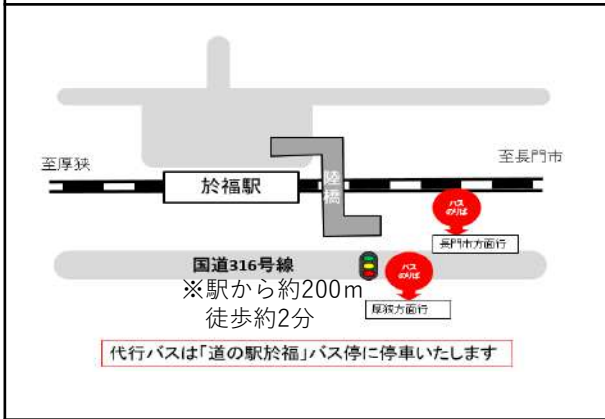 至厚狭
至長門市
於福駅
陸橋
バス
のりば
長門市方面行
国道316号線
バス
のりば
※駅から約200m
徒歩約2分
厚狭方面行
代行バスは「道の駅於福」バス停に停車いたします